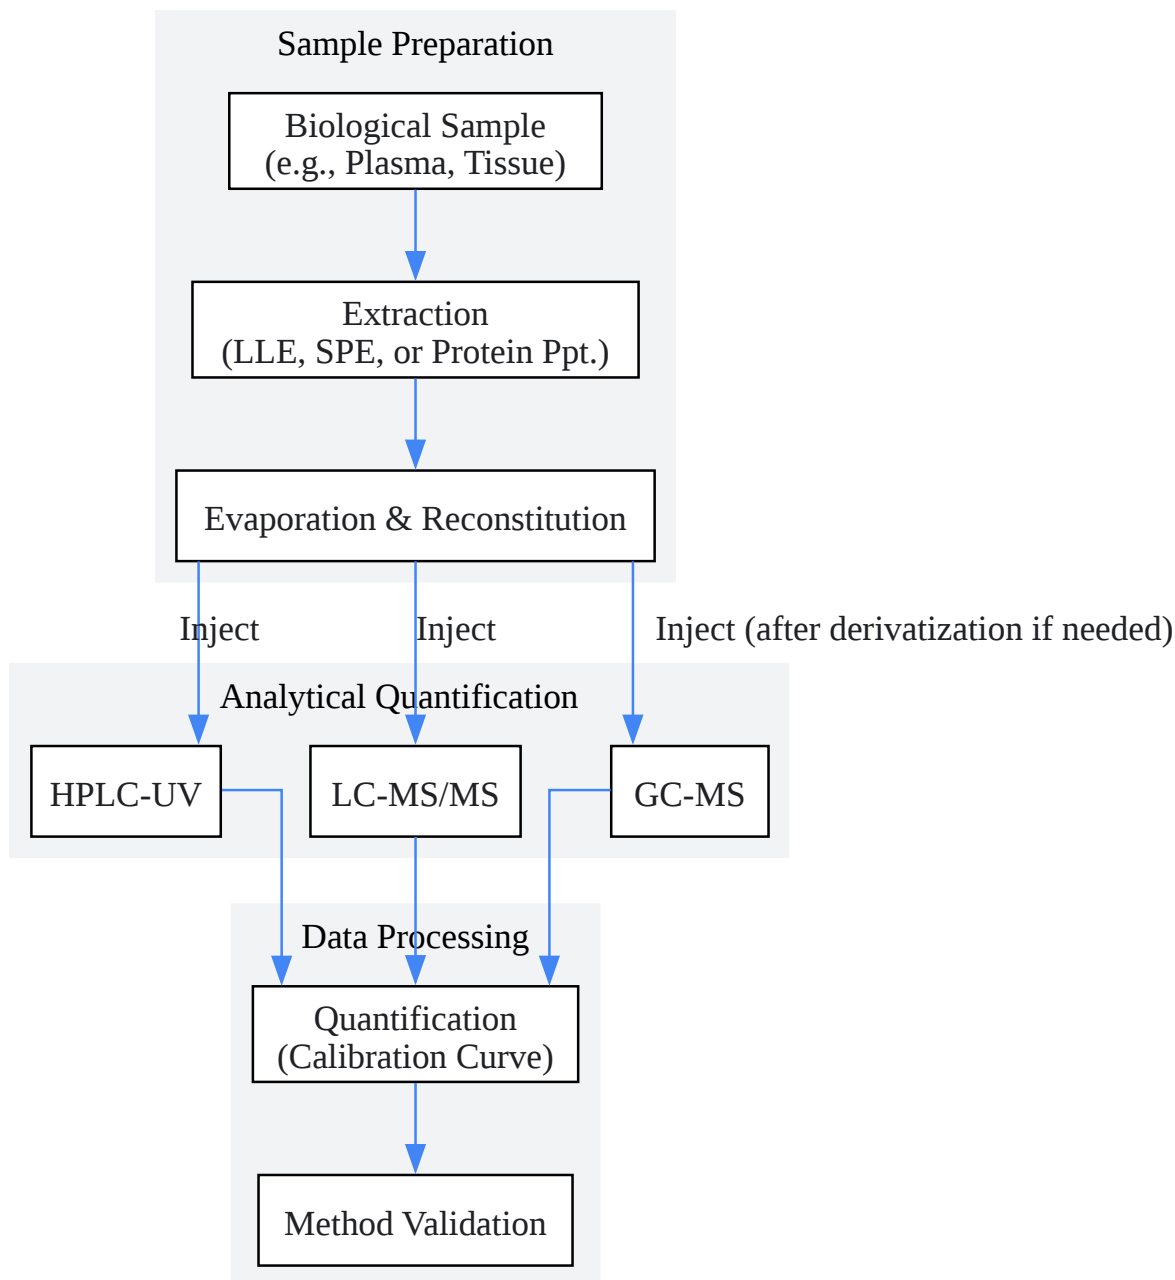 Sample Preparation
Biological Sample
(e.g., Plasma, Tissue)
Extraction
(LLE, SPE, or Protein Ppt.)
Evaporation & Reconstitution
Inject
Inject
Inject (after derivatization if needed)
Analytical Quantification
HPLC-UV
LC-MS/MS
GC-MS
Data Processing
Quantification
(Calibration Curve)
Method Validation